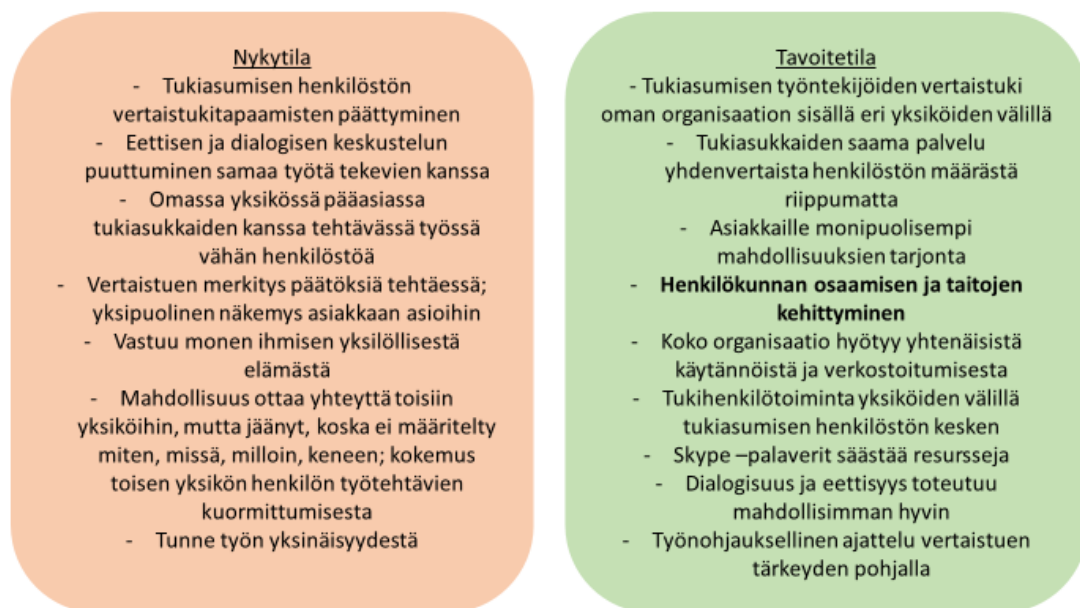 Nykytila
- Tukiasumisen henkilöstön
vertaistukitapaamisten päättyminen
- Eettisen ja dialogisen keskustelun
puuttuminen samaa työtä tekevien kanssa
- Omassa yksikössä pääasiassa
tukiasukkaiden kanssa tehtävässä työssä
vähän henkilöstöä
- Vertaistuen merkitys päätöksiä tehtäessä;
yksipuolinen näkemys asiakkaan asioihin
- Vastuu monen ihmisen yksilöllisestä
elämästä
- Mahdollisuus ottaa yhteyttä toisiin
yksiköihin, mutta jäänyt, koska ei määritelty
miten, missä, milloin, keneen; kokemus
toisen yksikön henkilön työtehtävien
kuormittumisesta
- Tunne työn yksinäisyydestä
Tavoitetila
- Tukiasumisen työntekijöiden vertaistuki
oman organisaation sisällä eri yksiköiden välillä
- Tukiasukkaiden saama palvelu
yhdenvertaista henkilöstön määrästä
riippumatta
- Asiakkaille monipuolisempi
mahdollisuuksien tarjonta
- Henkilökunnan osaamisen ja taitojen
kehittyminen
- Koko organisaatio hyötyy yhtenäisistä
käytännöistä ja verkostoitumisesta
- Tukihenkilötoiminta yksiköiden välillä
tukiasumisen henkilöstön kesken
- Skype –palaverit säästää resursseja
- Dialogisuus ja eettisyys toteutuu
mahdollisimman hyvin
- Työnohjauksellinen ajattelu vertaistuen
tärkeyden pohjalla